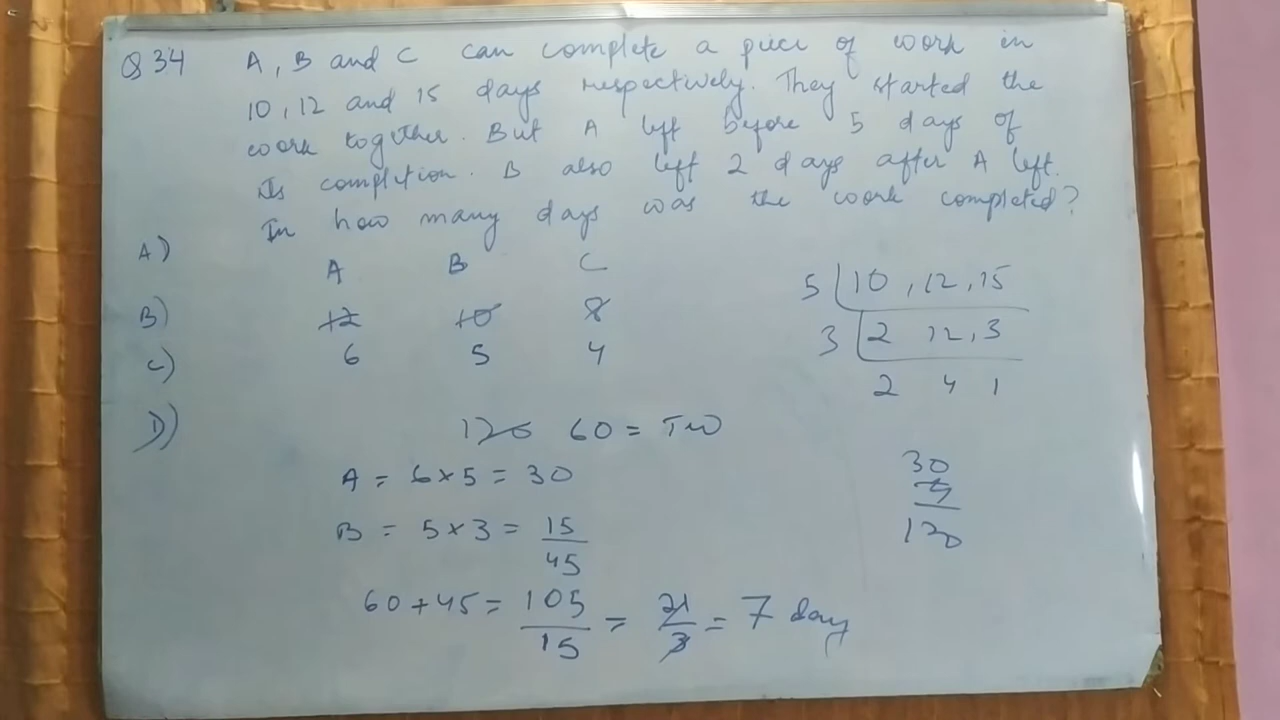 Q 34 A, B and C can complete a piece of work in
10, 12 and 15 days respectively. They started the
work together. But A left before 5 days of
its completion. B also left 2 days after A left.
In how many days was the work completed?
A)
A B C
B) 12 10 8
C) 6 5 4
D)
120 60 = TW
A = 6×5 = 30
B = 5×3 = 15
45
60+45 = 105/15 = 21/3 = 7 day
5 10, 12, 15
3 2 12, 3
2 4 1
30
120